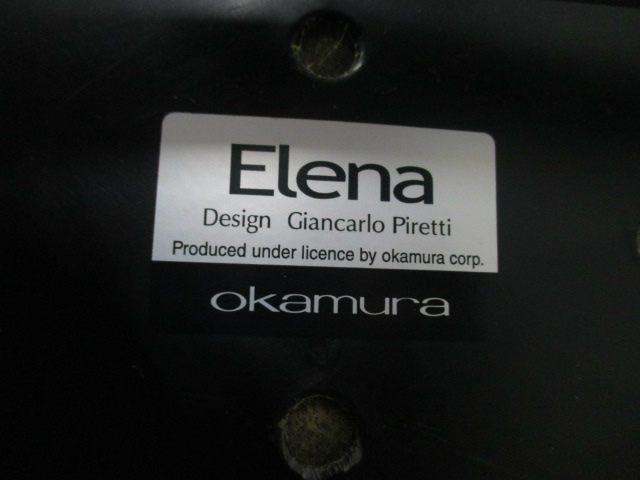 Elena
Design Giancarlo Piretti
Produced under licence by okamura corp.
okamura